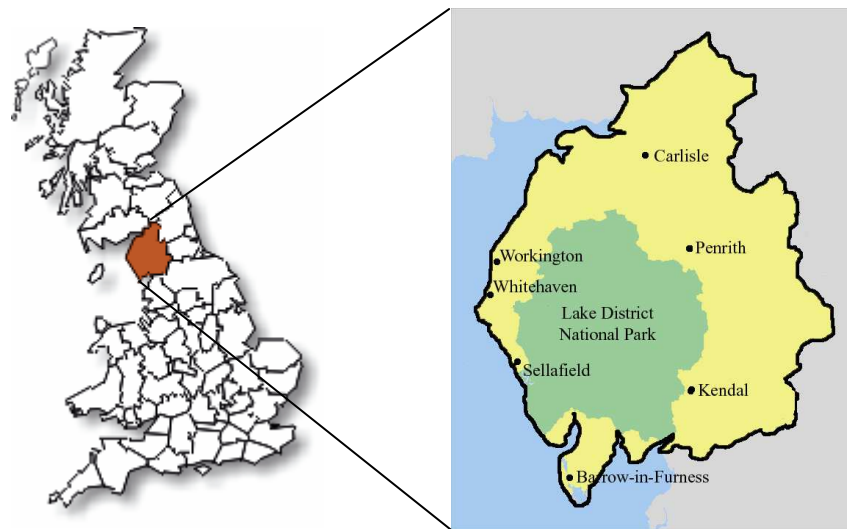 Carlisle
Penrith
Workington
Whitehaven
Lake District
National Park
Sellafield
Kendal
Barrow-in-Furness